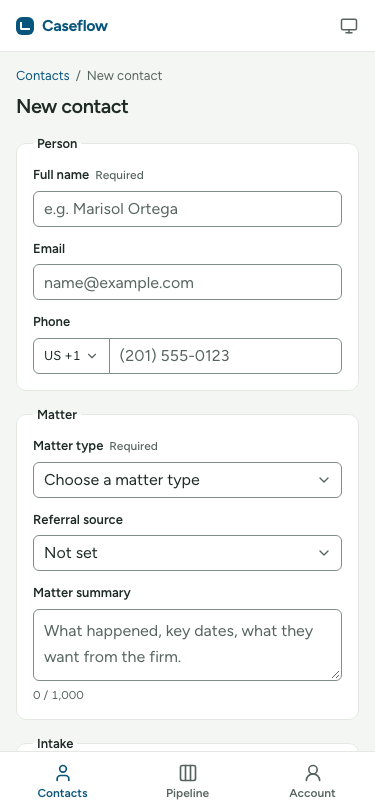 Caseflow
Contacts / New contact
New contact
Person
Full name Required
e.g. Marisol Ortega
Email
name@example.com
Phone
US +1 (201) 555-0123
Matter
Matter type Required
Choose a matter type
Referral source
Not set
Matter summary
What happened, key dates, what they
want from the firm.
0 / 1,000
Intake
Contacts Pipeline Account